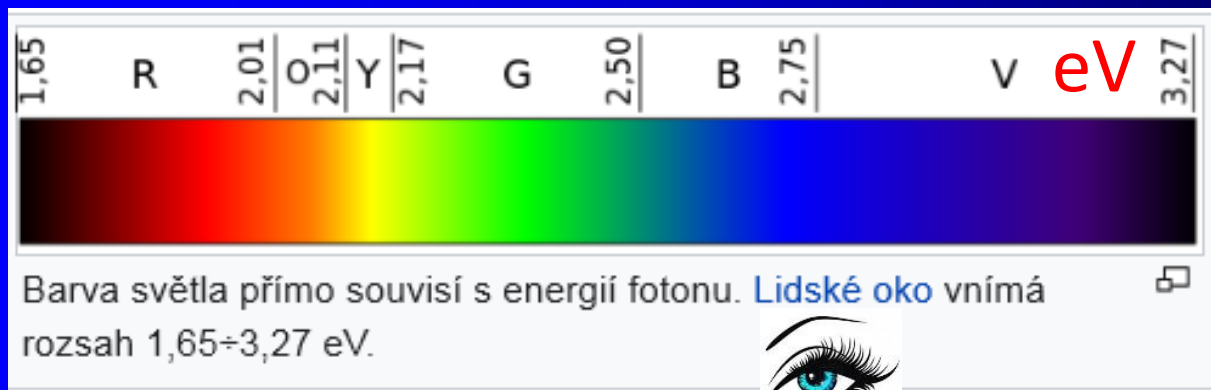 1,65 R 2,01 O 2,11 Y 2,17 G 2,50 B 2,75 V eV 3,27
Barva světla přímo souvisí s energií fotonu. Lidské oko vnímá
rozsah 1,65÷3,27 eV.